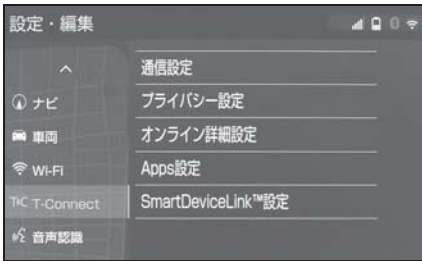 設定・編集
通信設定
ナビ
プライバシー設定
車両
オンライン詳細設定
Wi-Fi
Apps設定
T-Connect
SmartDeviceLink™設定
音声認識